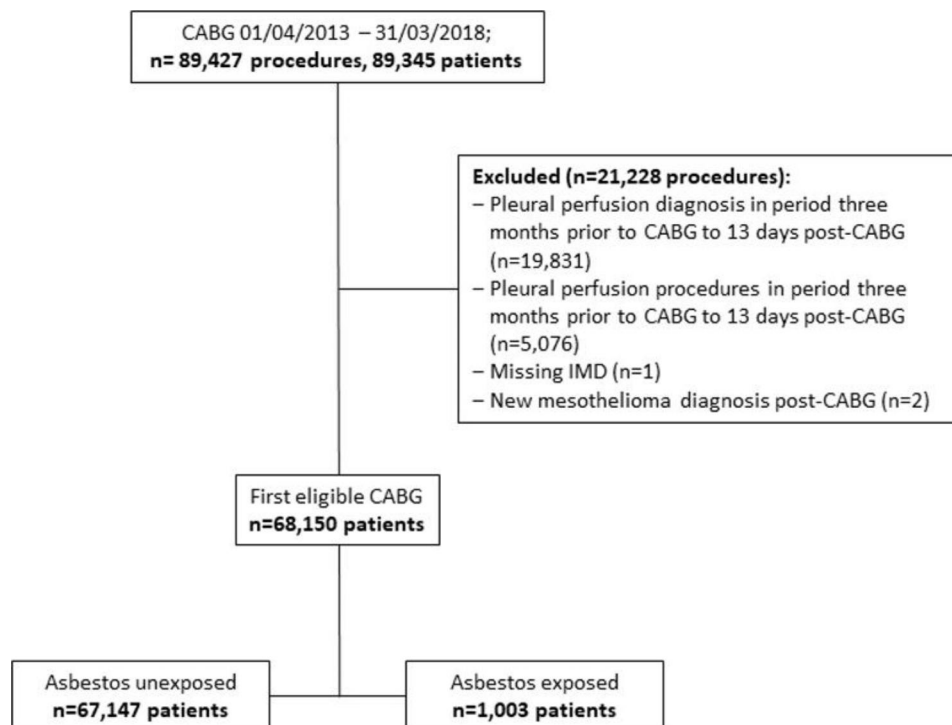 CABG 01/04/2013 – 31/03/2018;
n= 89,427 procedures, 89,345 patients
Excluded (n=21,228 procedures):
– Pleural perfusion diagnosis in period three
months prior to CABG to 13 days post-CABG
(n=19,831)
– Pleural perfusion procedures in period three
months prior to CABG to 13 days post-CABG
(n=5,076)
– Missing IMD (n=1)
– New mesothelioma diagnosis post-CABG (n=2)
First eligible CABG
n=68,150 patients
Asbestos unexposed
n=67,147 patients
Asbestos exposed
n=1,003 patients